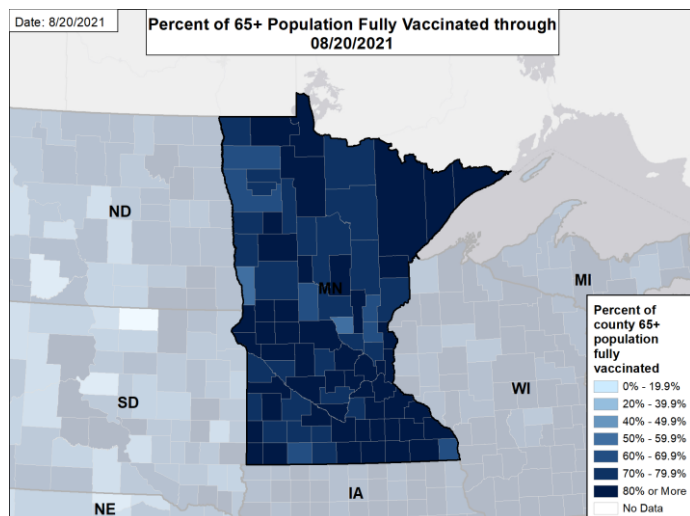 Date: 8/20/2021
Percent of 65+ Population Fully Vaccinated through
08/20/2021
ND
MN
MI
SD
WI
NE
IA
Percent of
county 65+
population
fully
vaccinated
0% - 19.9%
20% - 39.9%
40% - 49.9%
50% - 59.9%
60% - 69.9%
70% - 79.9%
80% or More
No Data